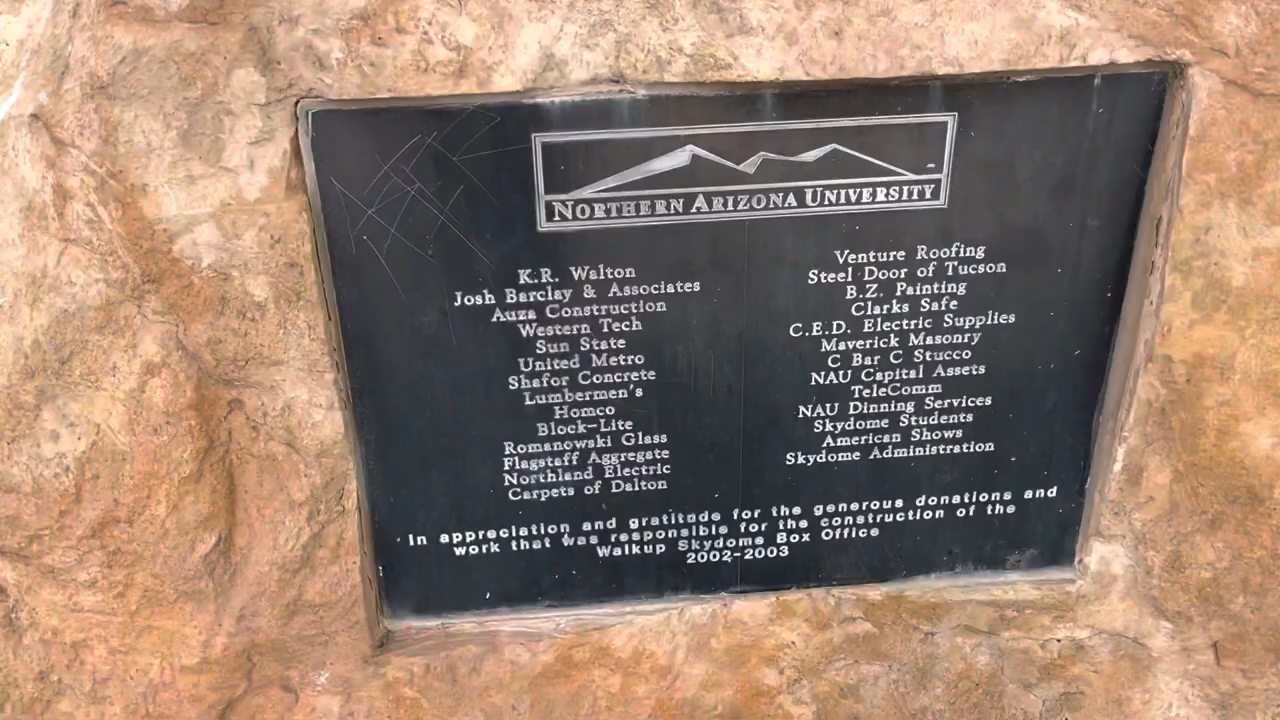 NORTHERN ARIZONA UNIVERSITY
K.R. Walton
Josh Barclay & Associates
Auza Construction
Western Tech
Sun State
United Metro
Shafor Concrete
Lumbermen's
Homco
Block-Lite
Romanowski Glass
Flagstaff Aggregate
Northland Electric
Carpets of Dalton
Venture Roofing
Steel Door of Tucson
B.Z. Painting
Clarks Safe
C.E.D. Electric Supplies
Maverick Masonry
C Bar C Stucco
NAU Capital Assets
TeleComm
NAU Dinning Services
Skydome Students
American Shows
Skydome Administration
In appreciation and gratitude for the generous donations and
work that was responsible for the construction of the
Walkup Skydome Box Office
2002-2003